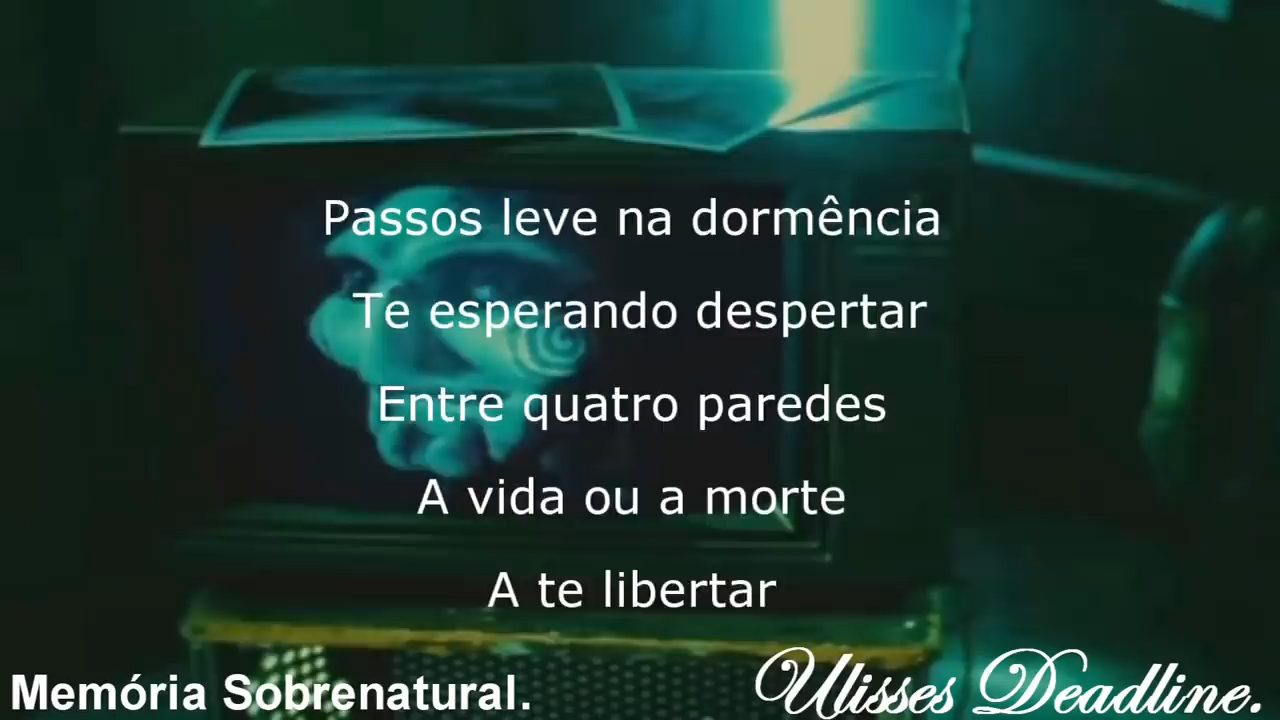 Passos leve na dormência
Te esperando despertar
Entre quatro paredes
A vida ou a morte
A te libertar
Memória Sobrenatural.
Ulisses Deadline.